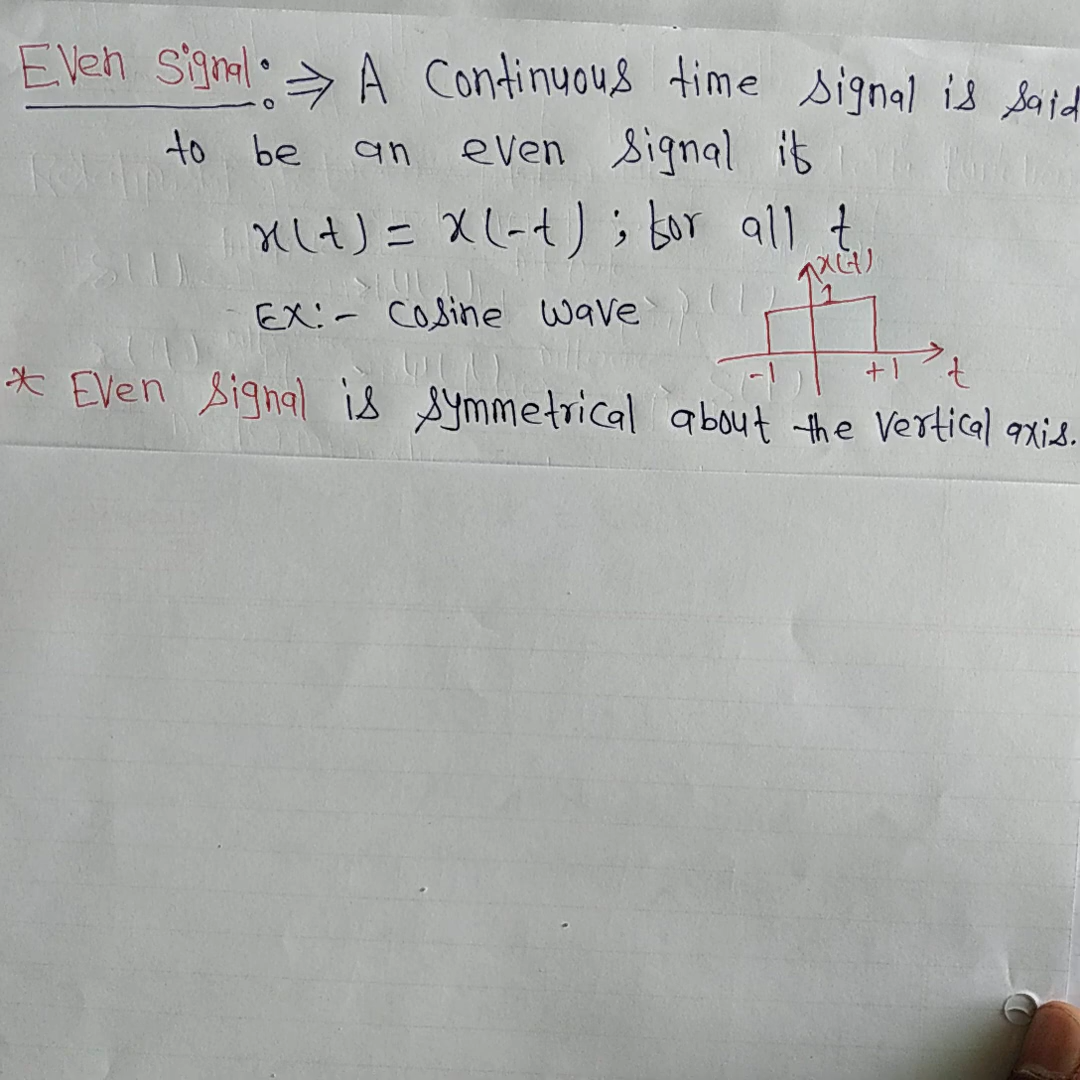 Even Signal :⇒ A Continuous time signal is said
to be an even signal if
x(t) = x(-t) ; for all t
x(t)
1
Ex:- Cosine wave
-1 +1 t
* Even signal is symmetrical about the vertical axis.